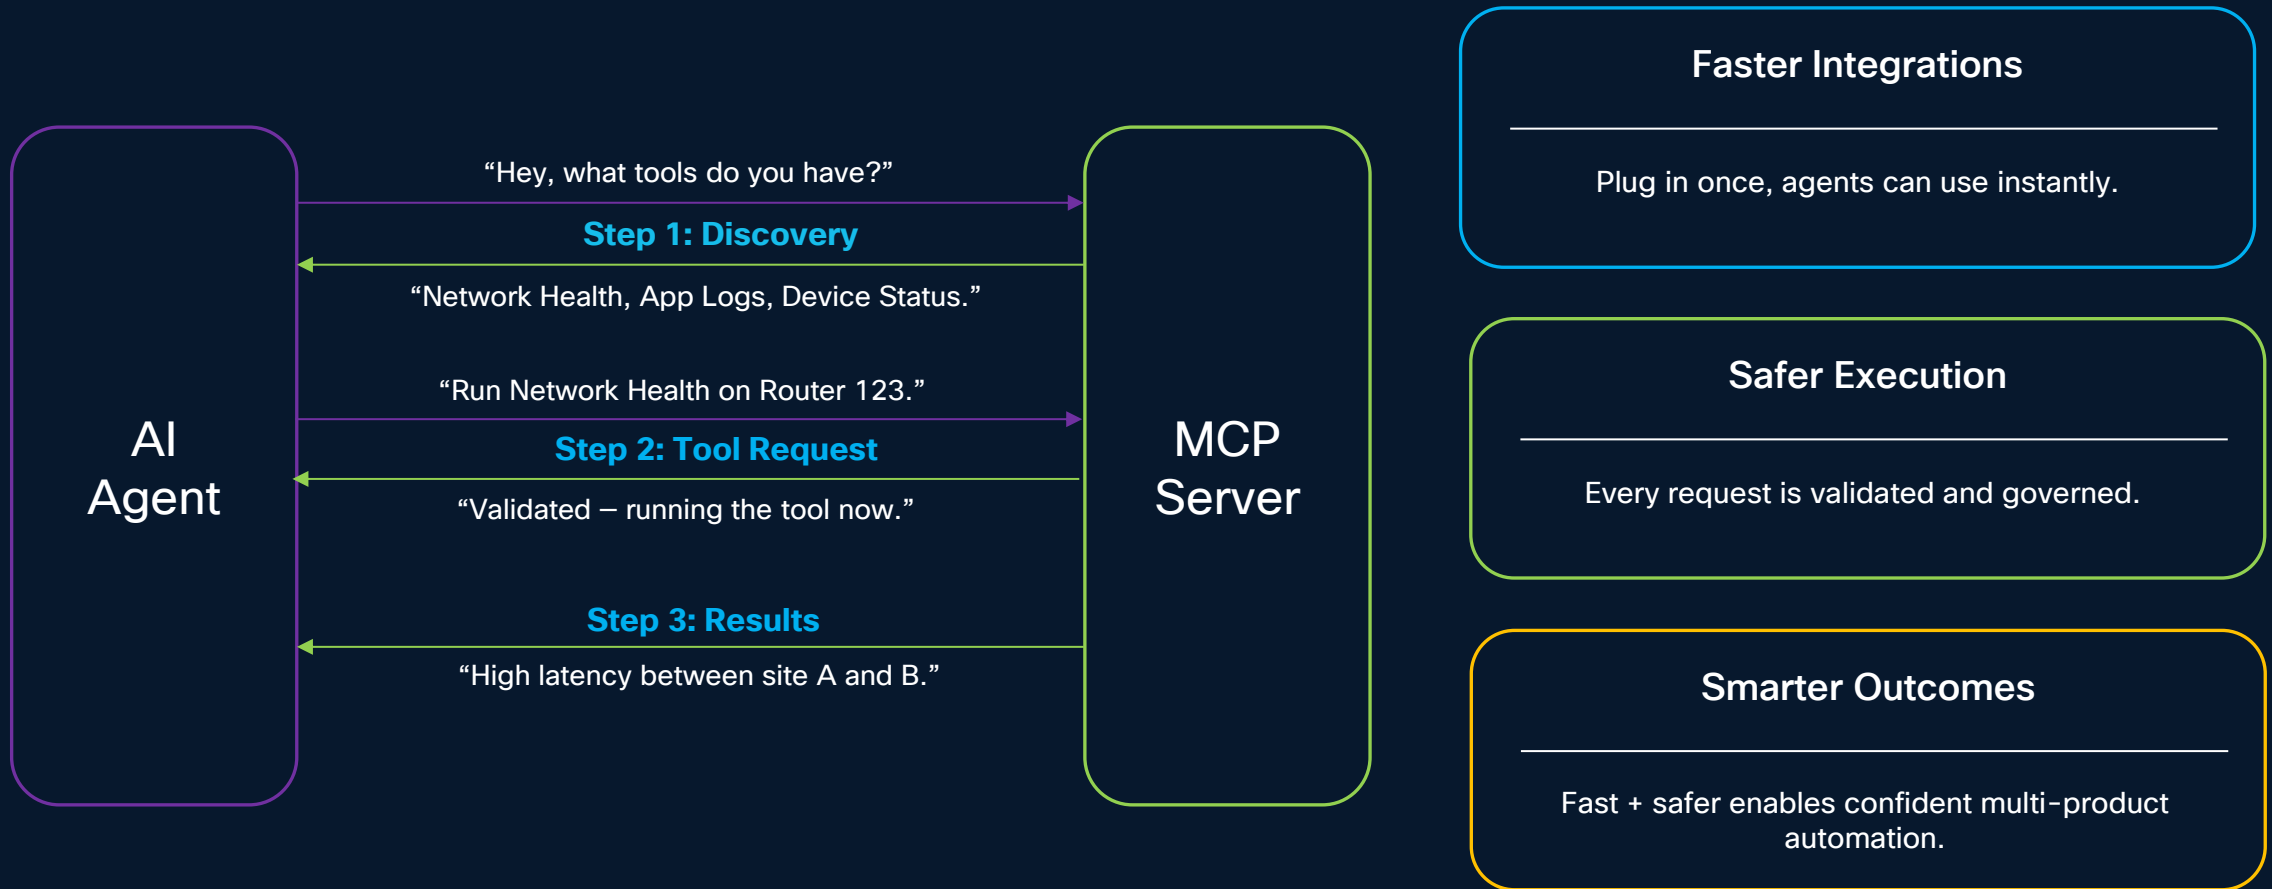 AI
Agent
“Hey, what tools do you have?”
Step 1: Discovery
“Network Health, App Logs, Device Status.”
“Run Network Health on Router 123.”
Step 2: Tool Request
“Validated – running the tool now.”
Step 3: Results
“High latency between site A and B.”
MCP
Server
Faster Integrations
Plug in once, agents can use instantly.
Safer Execution
Every request is validated and governed.
Smarter Outcomes
Fast + safer enables confident multi-product
automation.